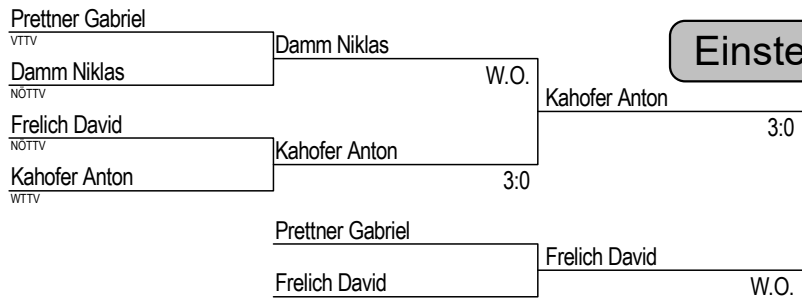 Prettner Gabriel
VTTV
Damm Niklas
Damm Niklas
NÖTTV
W.O.
Einste
Kahofer Anton
3:0
Frelich David
NÖTTV
Kahofer Anton
Kahofer Anton
WTTV
3:0
Prettner Gabriel
Frelich David
Frelich David
W.O.